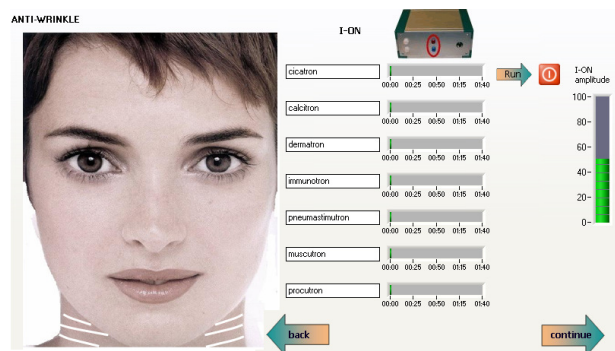 ANTI-WRINKLE
I-ON
cicatron
00:00 00:25 00:50 01:15 01:40
Run
I-ON
amplitude
100-
80-
60-
40-
20-
0-
calcitron
00:00 00:25 00:50 01:15 01:40
dermatron
00:00 00:25 00:50 01:15 01:40
immunotron
00:00 00:25 00:50 01:15 01:40
pneumastimutron
00:00 00:25 00:50 01:15 01:40
muscutron
00:00 00:25 00:50 01:15 01:40
procutron
00:00 00:25 00:50 01:15 01:40
back
continue